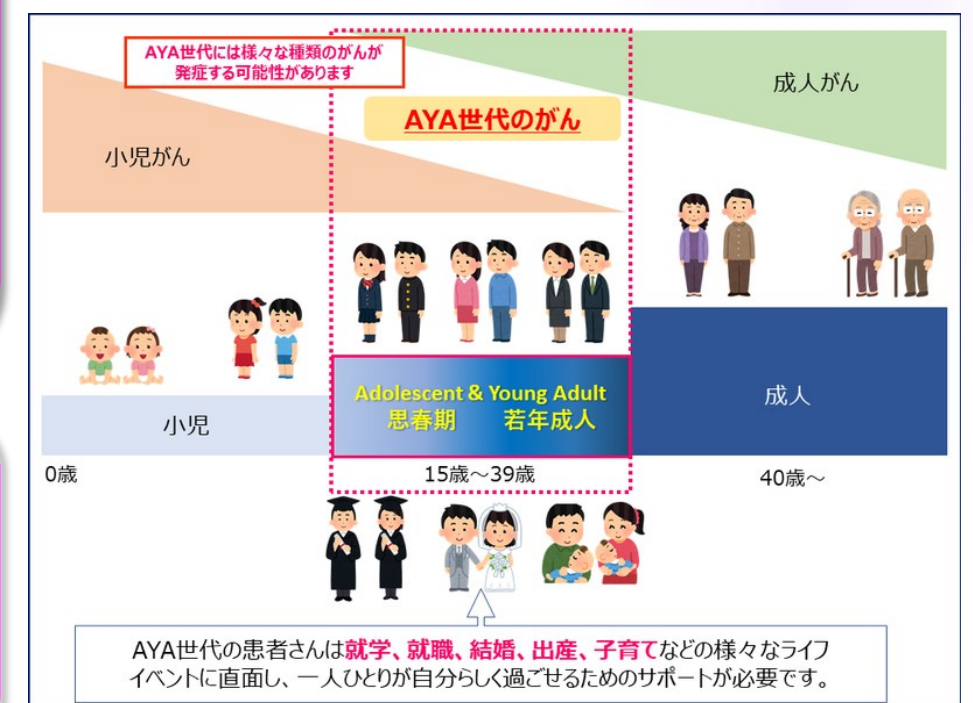 AYA世代には様々な種類のがんが
発症する可能性があります
成人がん
AYA世代のがん
小児がん
Adolescent & Young Adult
思春期 若年成人
小児
成人
0歳
15歳～39歳
40歳～
AYA世代の患者さんは就学、就職、結婚、出産、子育てなどの様々なライフ
イベントに直面し、一人ひとりが自分らしく過ごせるためのサポートが必要です。